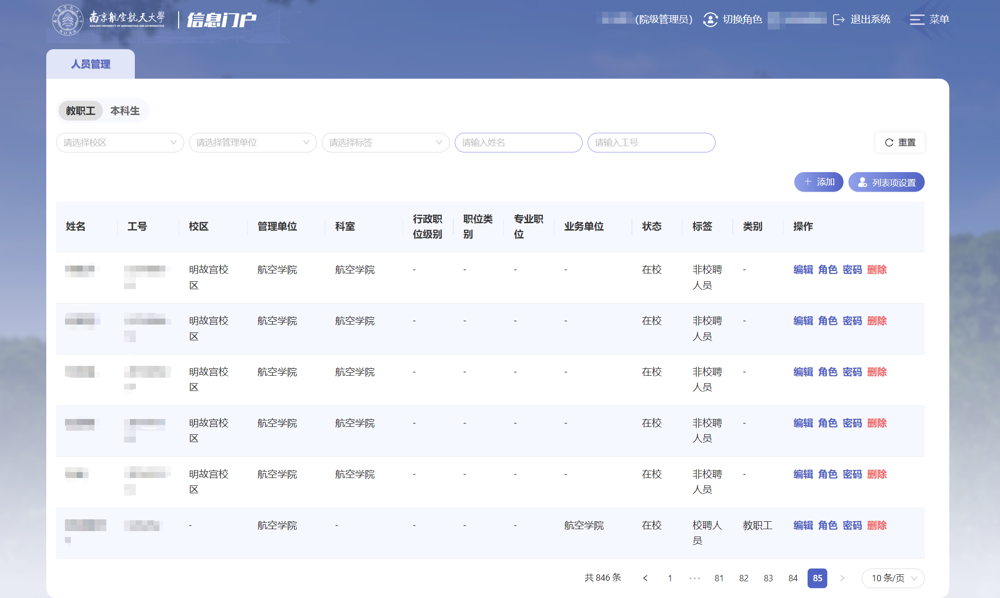 南京航空航天大學
NANJING UNIVERSITY OF AERONAUTICS AND ASTRONAUTICS
信息门户
(院级管理员)
切换角色
退出系统
菜单
人员管理
教职工 本科生
请选择校区 请选择管理单位 请选择标签 请输入姓名 请输入工号 重置
添加 列表项设置
姓名 工号 校区 管理单位 科室 行政职位级别 职位类别 专业职位 业务单位 状态 标签 类别 操作
明故宫校区 航空学院 航空学院 - - - - 在校 非校聘人员 - 编辑 角色 密码 删除
明故宫校区 航空学院 航空学院 - - - - 在校 非校聘人员 - 编辑 角色 密码 删除
明故宫校区 航空学院 航空学院 - - - - 在校 非校聘人员 - 编辑 角色 密码 删除
明故宫校区 航空学院 航空学院 - - - - 在校 非校聘人员 - 编辑 角色 密码 删除
明故宫校区 航空学院 航空学院 - - - - 在校 非校聘人员 - 编辑 角色 密码 删除
- 航空学院 - - - - 航空学院 在校 校聘人员 教职工 编辑 角色 密码 删除
共 846 条 < 1 ••• 81 82 83 84 85 > 10 条/页